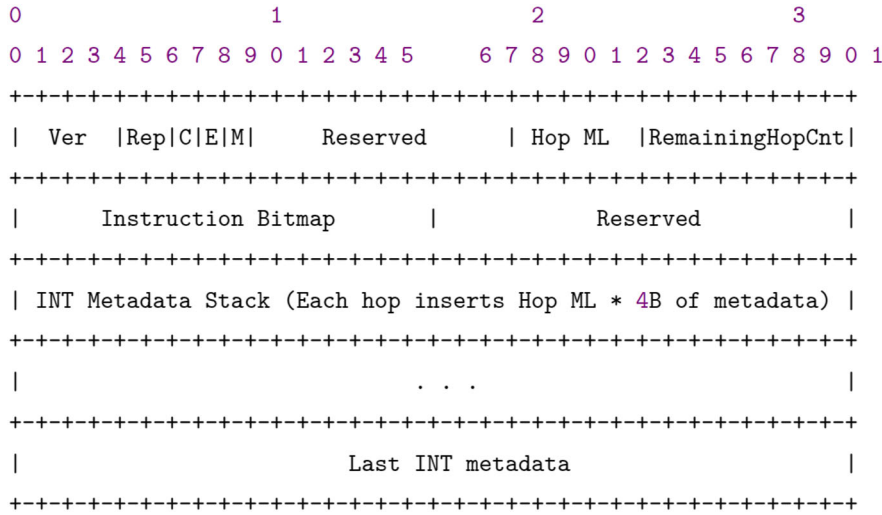 0                   1                   2                   3
0 1 2 3 4 5 6 7 8 9 0 1 2 3 4 5     6 7 8 9 0 1 2 3 4 5 6 7 8 9 0 1
+-+-+-+-+-+-+-+-+-+-+-+-+-+-+-+-+-+-+-+-+-+-+-+-+-+-+-+-+-+-+-+-+
|  Ver  |Rep|C|E|M|     Reserved      | Hop ML  |RemainingHopCnt|
+-+-+-+-+-+-+-+-+-+-+-+-+-+-+-+-+-+-+-+-+-+-+-+-+-+-+-+-+-+-+-+-+
|      Instruction Bitmap       |            Reserved           |
+-+-+-+-+-+-+-+-+-+-+-+-+-+-+-+-+-+-+-+-+-+-+-+-+-+-+-+-+-+-+-+-+
| INT Metadata Stack (Each hop inserts Hop ML * 4B of metadata) |
+-+-+-+-+-+-+-+-+-+-+-+-+-+-+-+-+-+-+-+-+-+-+-+-+-+-+-+-+-+-+-+-+
|                              . . .                            |
+-+-+-+-+-+-+-+-+-+-+-+-+-+-+-+-+-+-+-+-+-+-+-+-+-+-+-+-+-+-+-+-+
|                         Last INT metadata                     |
+-+-+-+-+-+-+-+-+-+-+-+-+-+-+-+-+-+-+-+-+-+-+-+-+-+-+-+-+-+-+-+-+